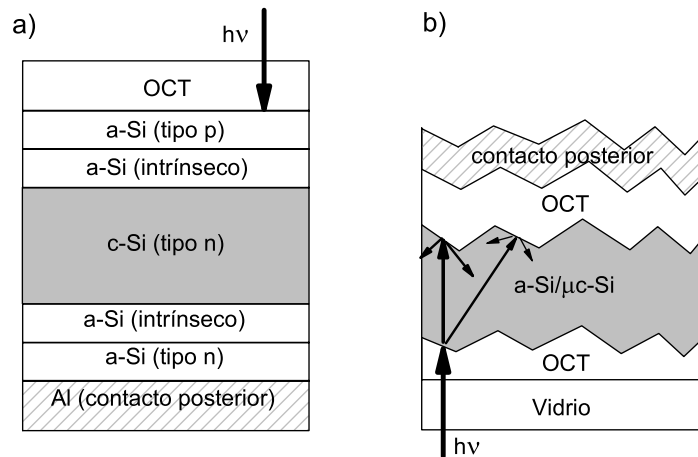 a)
hν
OCT
a-Si (tipo p)
a-Si (intrínseco)
c-Si (tipo n)
a-Si (intrínseco)
a-Si (tipo n)
Al (contacto posterior)
b)
contacto posterior
OCT
a-Si/μc-Si
OCT
Vidrio
hν